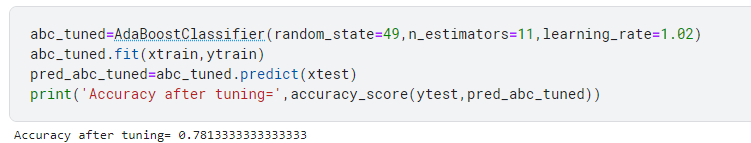 abc_tuned=AdaBoostClassifier(random_state=49,n_estimators=11,learning_rate=1.02)
abc_tuned.fit(xtrain,ytrain)
pred_abc_tuned=abc_tuned.predict(xtest)
print('Accuracy after tuning=',accuracy_score(ytest,pred_abc_tuned))
Accuracy after tuning= 0.7813333333333333